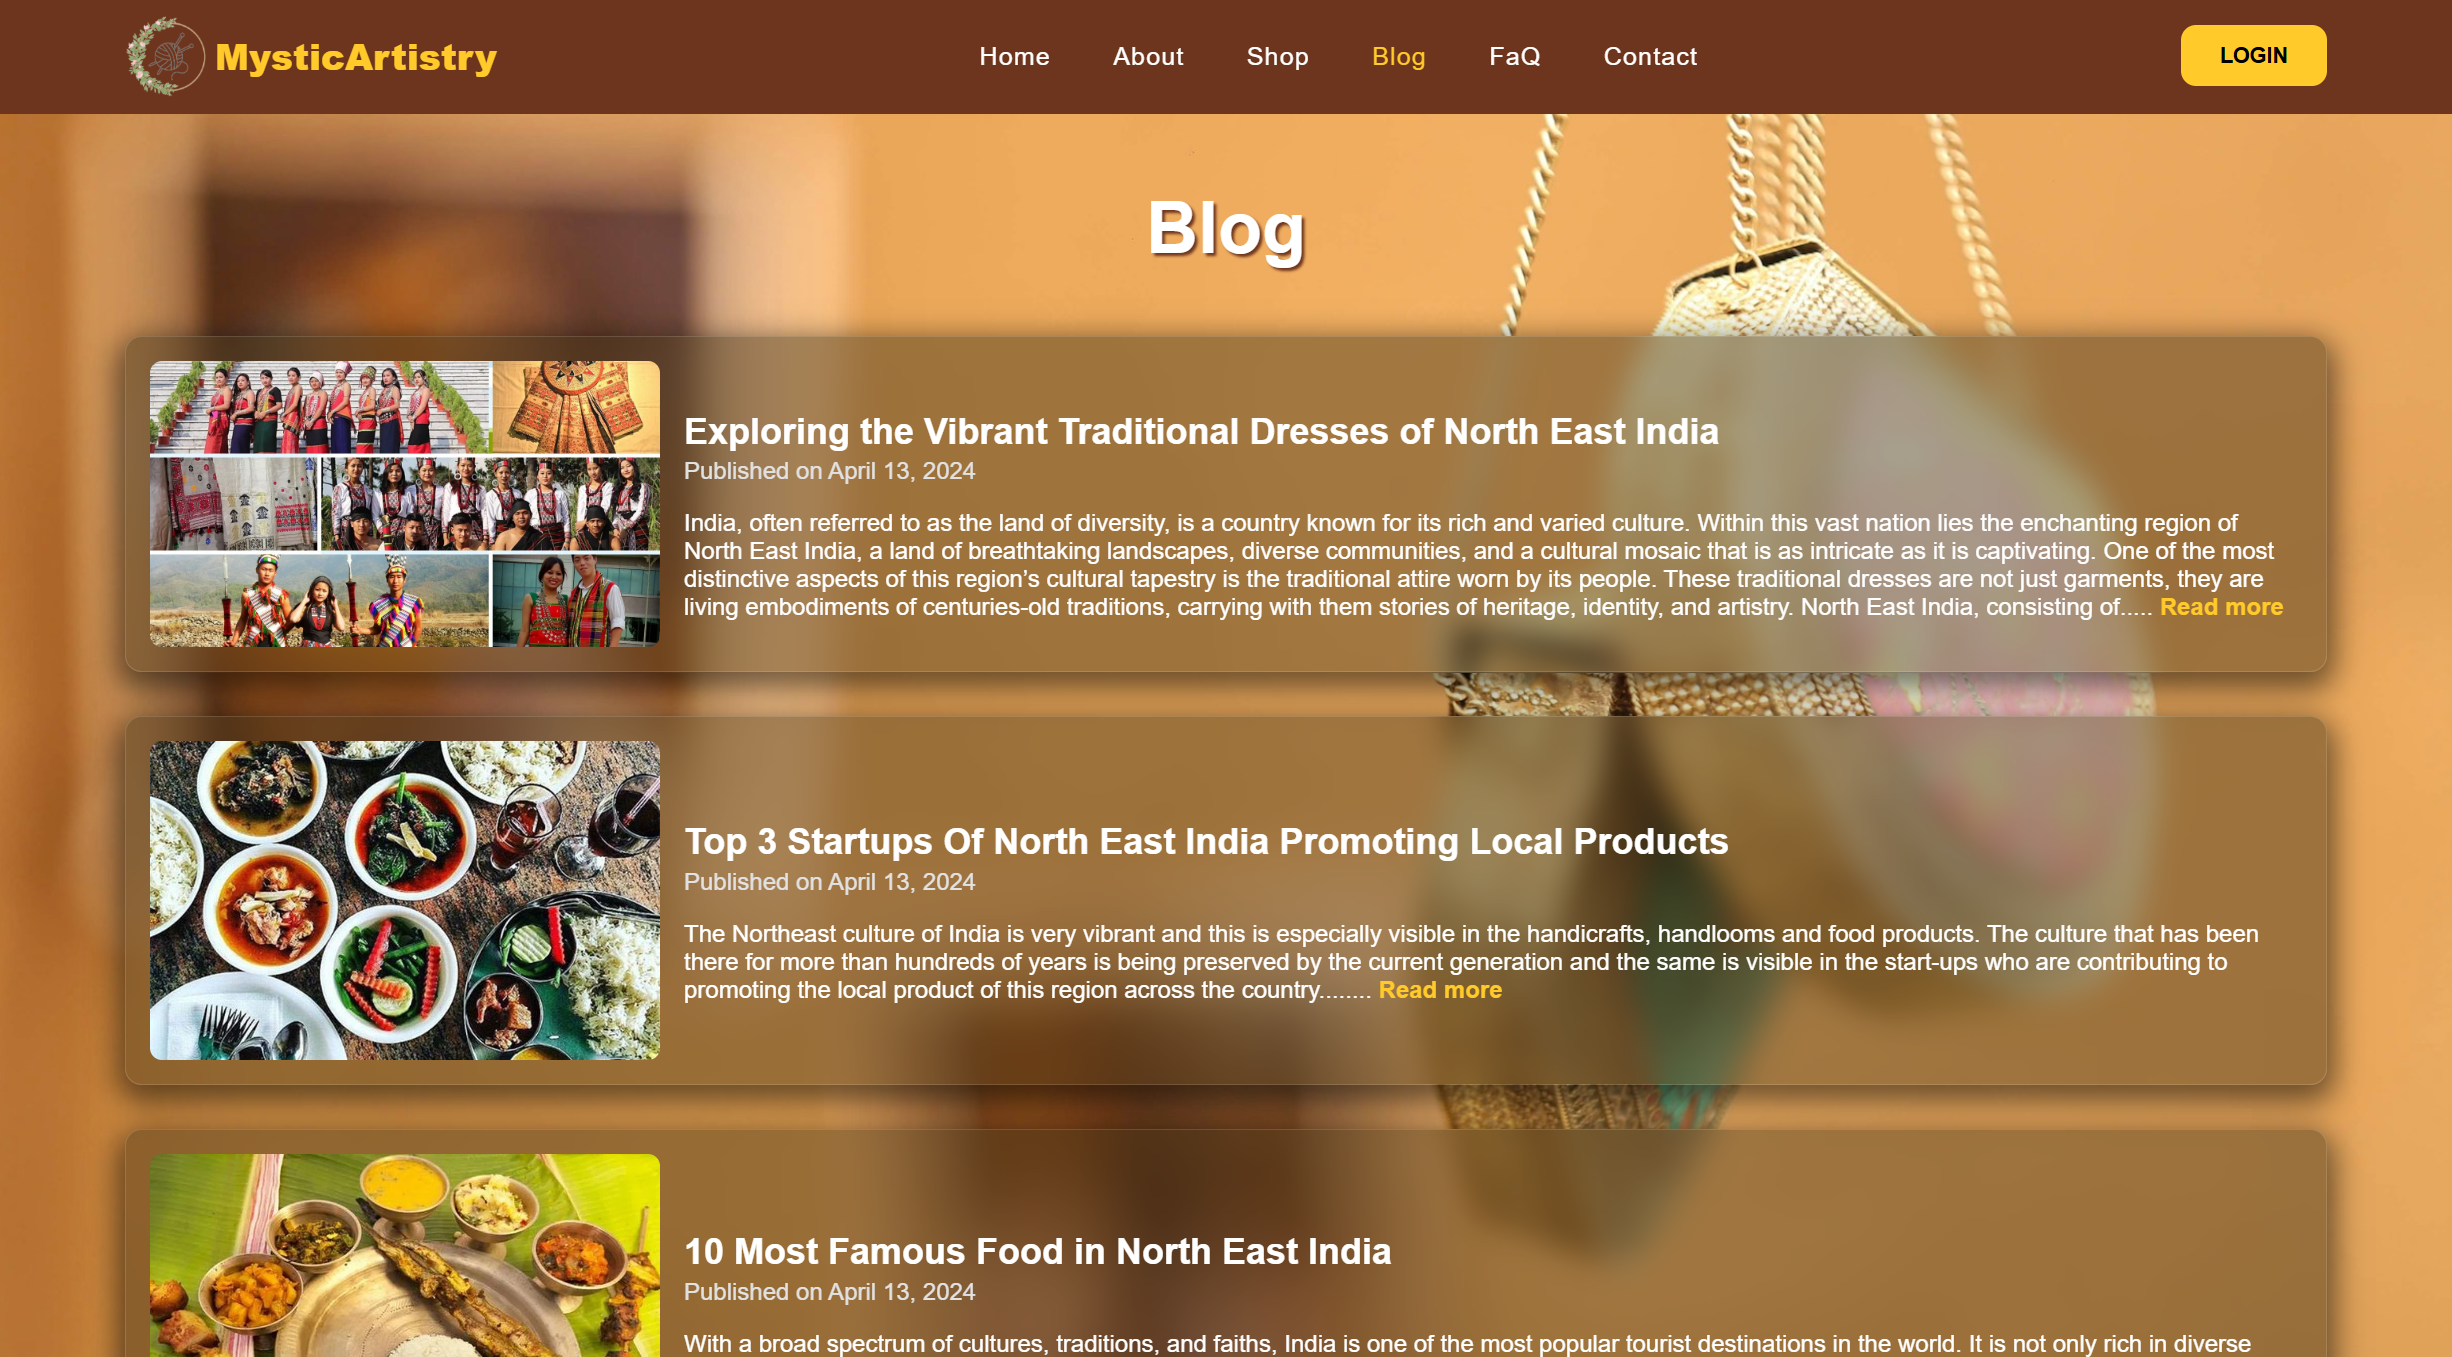 MysticArtistry
Home
About
Shop
Blog
FaQ
Contact
LOGIN
Blog
Exploring the Vibrant Traditional Dresses of North East India
Published on April 13, 2024
India, often referred to as the land of diversity, is a country known for its rich and varied culture. Within this vast nation lies the enchanting region of
North East India, a land of breathtaking landscapes, diverse communities, and a cultural mosaic that is as intricate as it is captivating. One of the most
distinctive aspects of this region’s cultural tapestry is the traditional attire worn by its people. These traditional dresses are not just garments, they are
living embodiments of centuries-old traditions, carrying with them stories of heritage, identity, and artistry. North East India, consisting of..... Read more
Top 3 Startups Of North East India Promoting Local Products
Published on April 13, 2024
The Northeast culture of India is very vibrant and this is especially visible in the handicrafts, handlooms and food products. The culture that has been
there for more than hundreds of years is being preserved by the current generation and the same is visible in the start-ups who are contributing to
promoting the local product of this region across the country........ Read more
10 Most Famous Food in North East India
Published on April 13, 2024
With a broad spectrum of cultures, traditions, and faiths, India is one of the most popular tourist destinations in the world. It is not only rich in diverse